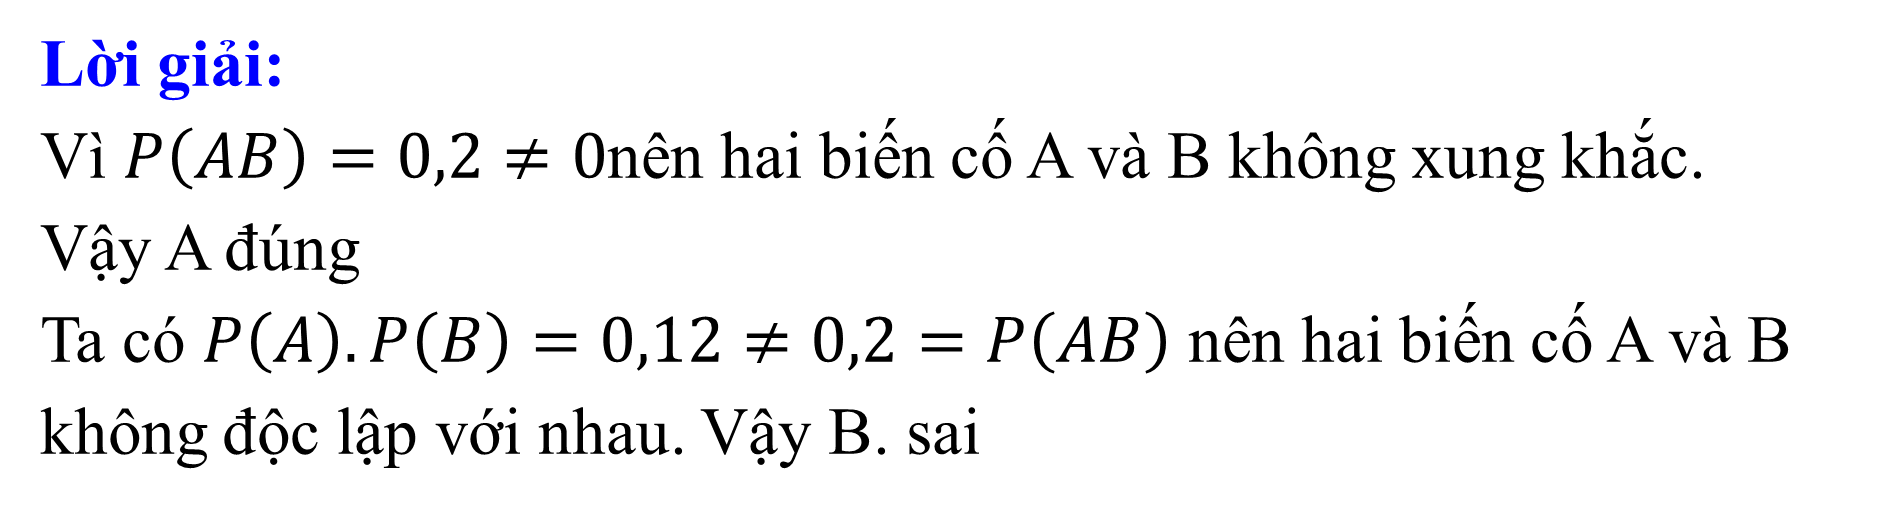 Lời giải:
Vì P(AB) = 0,2 ≠ 0nên hai biến cố A và B không xung khắc.
Vậy A đúng
Ta có P(A).P(B) = 0,12 ≠ 0,2 = P(AB) nên hai biến cố A và B
không độc lập với nhau. Vậy B. sai